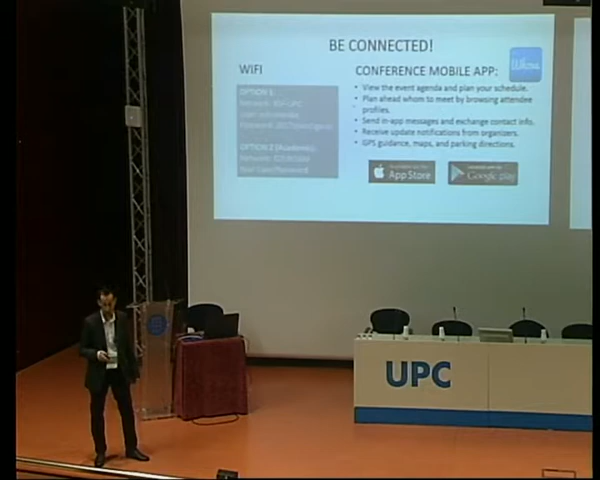 BE CONNECTED!
WIFI
OPTION 1:
OPTION 2 (Academic)
CONFERENCE MOBILE APP:
• View the event agenda and plan your schedule.
• Plan ahead whom to meet by browsing attendee
profiles.
• Send in-app messages and exchange contact info.
• Receive update notifications from organizers.
• GPS guidance, maps, and parking directions.
App Store
Google play
UPC